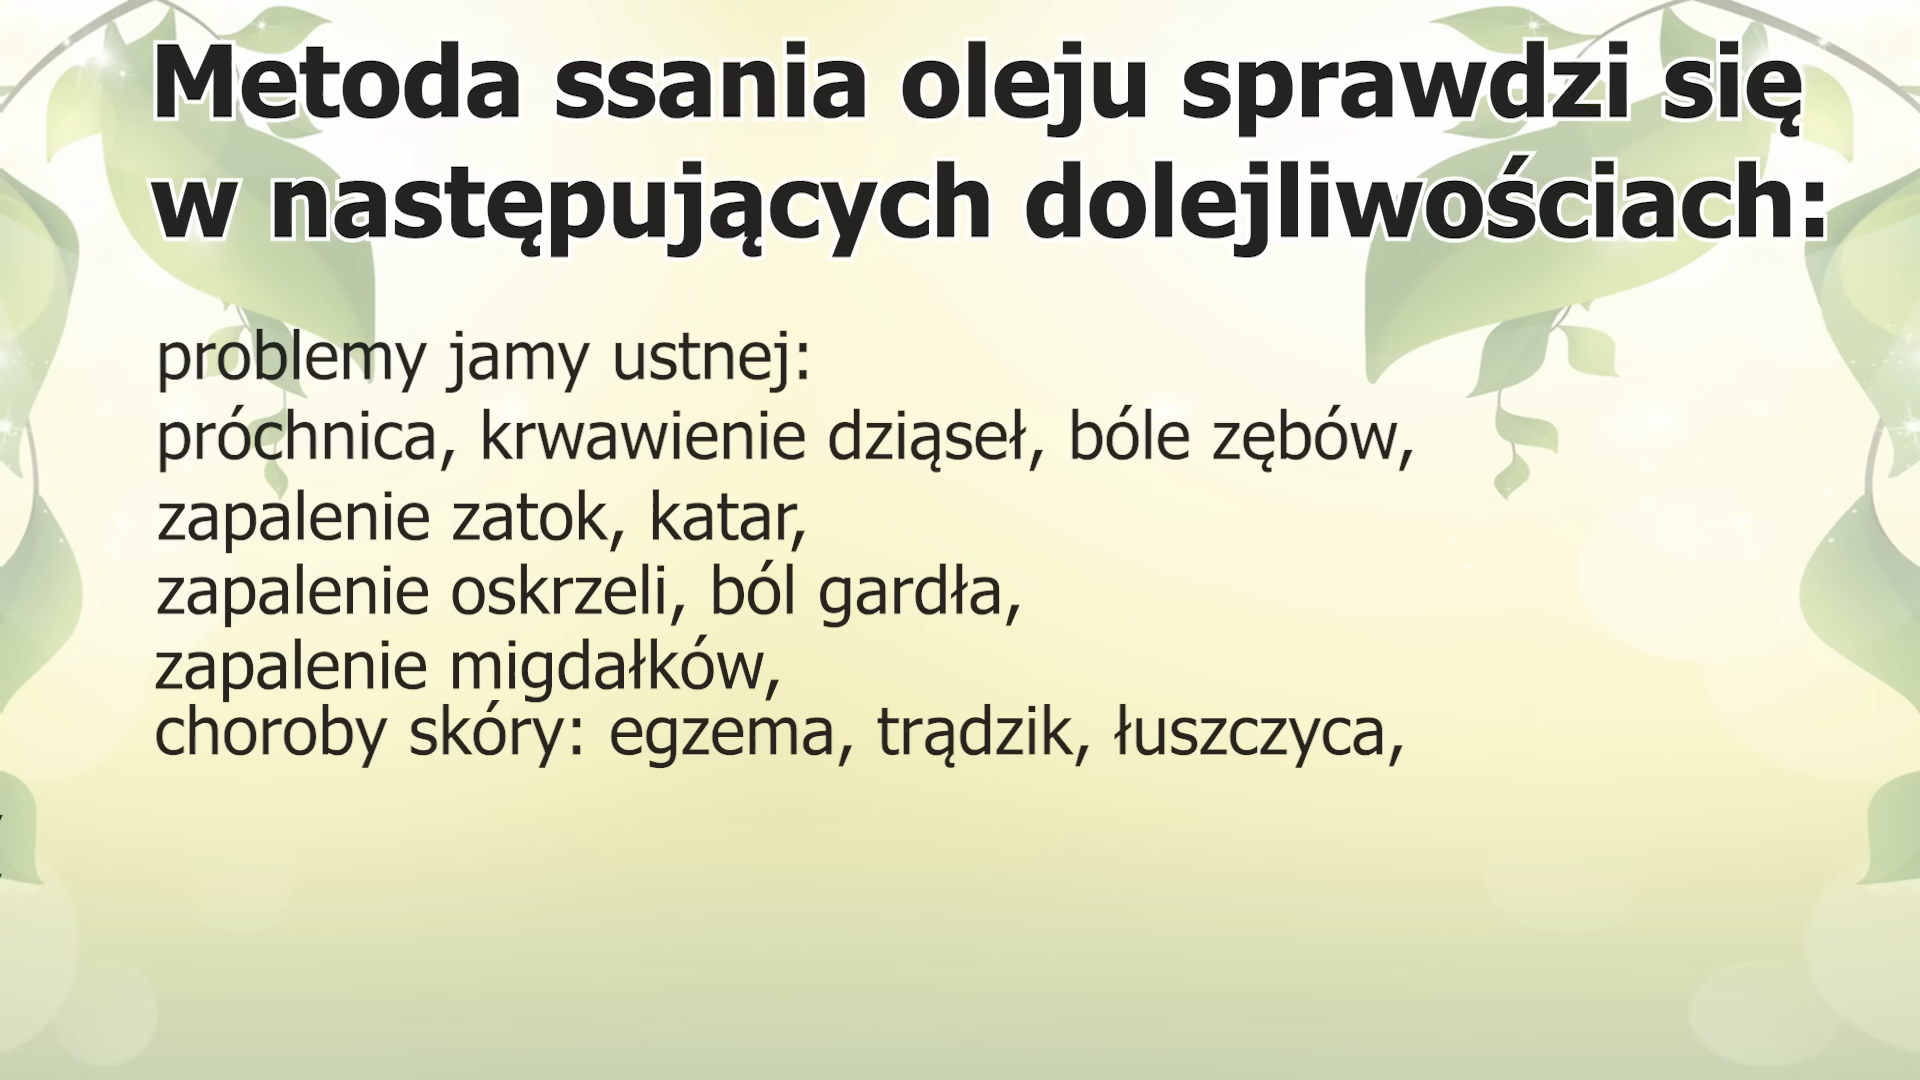 Metoda ssania oleju sprawdzi się
w następujących dolejliwościach:
problemy jamy ustnej:
próchnica, krwawienie dziąseł, bóle zębów,
zapalenie zatok, katar,
zapalenie oskrzeli, ból gardła,
zapalenie migdałków,
choroby skóry: egzema, trądzik, łuszczyca,